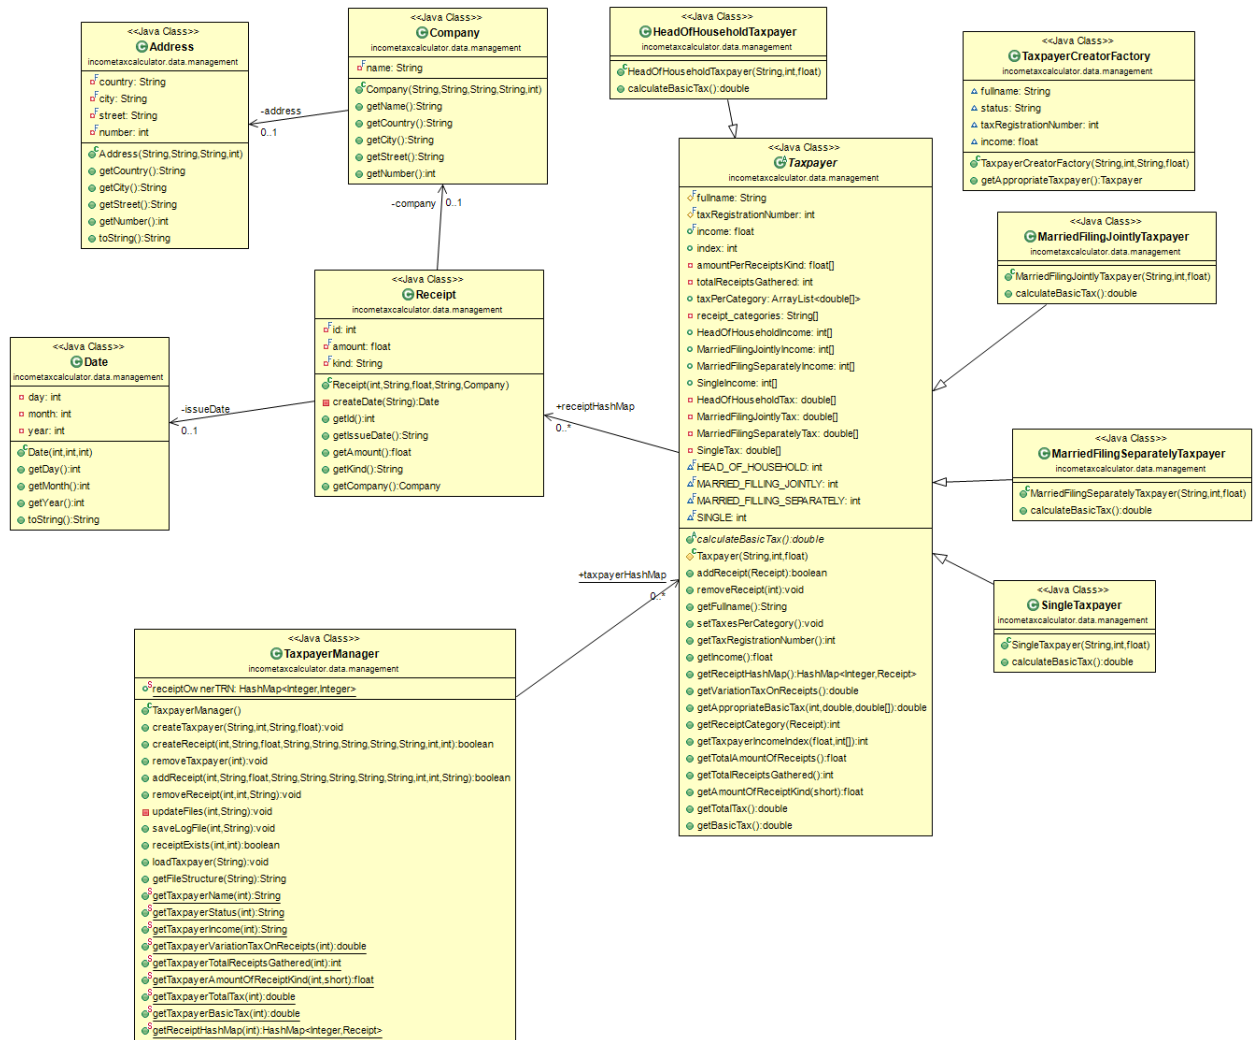 <<Java Class>>
Address
incometaxcalculator.data.management
country: String
city: String
street: String
number: int
Address(String,String,String,int)
getCountry():String
getCity():String
getStreet():String
getNumber():int
toString():String
-address
0..1
<<Java Class>>
Company
incometaxcalculator.data.management
name: String
Company(String,String,String,String,int)
getName():String
getCountry():String
getCity():String
getStreet():String
getNumber():int
-company
0..1
<<Java Class>>
HeadOfHouseholdTaxpayer
incometaxcalculator.data.management
HeadOfHouseholdTaxpayer(String,int,float)
calculateBasicTax():double
<<Java Class>>
TaxpayerCreatorFactory
incometaxcalculator.data.management
fullname: String
status: String
taxRegistrationNumber: int
income: float
TaxpayerCreatorFactory(String,int,String,float)
getAppropriateTaxpayer():Taxpayer
<<Java Class>>
Taxpayer
incometaxcalculator.data.management
fullname: String
taxRegistrationNumber: int
income: float
index: int
amountPerReceiptsKind: float[]
totalReceiptsGathered: int
taxPerCategory: ArrayList<double[]>
receipt_categories: String[]
HeadOfHouseholdIncome: int[]
MarriedFilingJointlyIncome: int[]
MarriedFilingSeparatelyIncome: int[]
SingleIncome: int[]
HeadOfHouseholdTax: double[]
MarriedFilingJointlyTax: double[]
MarriedFilingSeparatelyTax: double[]
SingleTax: double[]
HEAD_OF_HOUSEHOLD: int
MARRIED_FILLING_JOINTLY: int
MARRIED_FILLING_SEPARATELY: int
SINGLE: int
calculateBasicTax():double
Taxpayer(String,int,float)
addReceipt(Receipt):boolean
removeReceipt(int):void
getFullname():String
setTaxesPerCategory():void
getTaxRegistrationNumber():int
getIncome():float
getReceiptHashMap():HashMap<Integer,Receipt>
getVariationTaxOnReceipts():double
getAppropriateBasicTax(int,double,double[]):double
getReceiptCategory(Receipt):int
getTaxpayerIncomeIndex(float,int[]):int
getTotalAmountOfReceipts():float
getTotalReceiptsGathered():int
getAmountOfReceiptKind(short):float
getTotalTax():double
getBasicTax():double
<<Java Class>>
MarriedFilingJointlyTaxpayer
incometaxcalculator.data.management
MarriedFilingJointlyTaxpayer(String,int,float)
calculateBasicTax():double
<<Java Class>>
Receipt
incometaxcalculator.data.management
id: int
amount: float
kind: String
Receipt(int,String,float,String,Company)
createDate(String):Date
getId():int
getIssueDate():String
getAmount():float
getKind():String
getCompany():Company
<<Java Class>>
Date
incometaxcalculator.data.management
day: int
month: int
year: int
Date(int,int,int)
getDay():int
getMonth():int
getYear():int
toString():String
-issueDate
0..1
+receiptHashMap
0..*
<<Java Class>>
MarriedFilingSeparatelyTaxpayer
incometaxcalculator.data.management
MarriedFilingSeparatelyTaxpayer(String,int,float)
calculateBasicTax():double
<<Java Class>>
SingleTaxpayer
incometaxcalculator.data.management
SingleTaxpayer(String,int,float)
calculateBasicTax():double
+taxpayerHashMap
0..*
<<Java Class>>
TaxpayerManager
incometaxcalculator.data.management
receiptOwnerTRN: HashMap<Integer,Integer>
TaxpayerManager()
createTaxpayer(String,int,String,float):void
createReceipt(int,String,float,String,String,String,String,String,int,int):boolean
removeTaxpayer(int):void
addReceipt(int,String,float,String,String,String,String,String,int,int,String):boolean
removeReceipt(int,int,String):void
updateFiles(int,String):void
saveLogFile(int,String):void
receiptExists(int,int):boolean
loadTaxpayer(String):void
getFileStructure(String):String
getTaxpayerName(int):String
getTaxpayerStatus(int):String
getTaxpayerIncome(int):String
getTaxpayerVariationTaxOnReceipts(int):double
getTaxpayerTotalReceiptsGathered(int):int
getTaxpayerAmountOfReceiptKind(int,short):float
getTaxpayerTotalTax(int):double
getTaxpayerBasicTax(int):double
getReceiptHashMap(int):HashMap<Integer,Receipt>